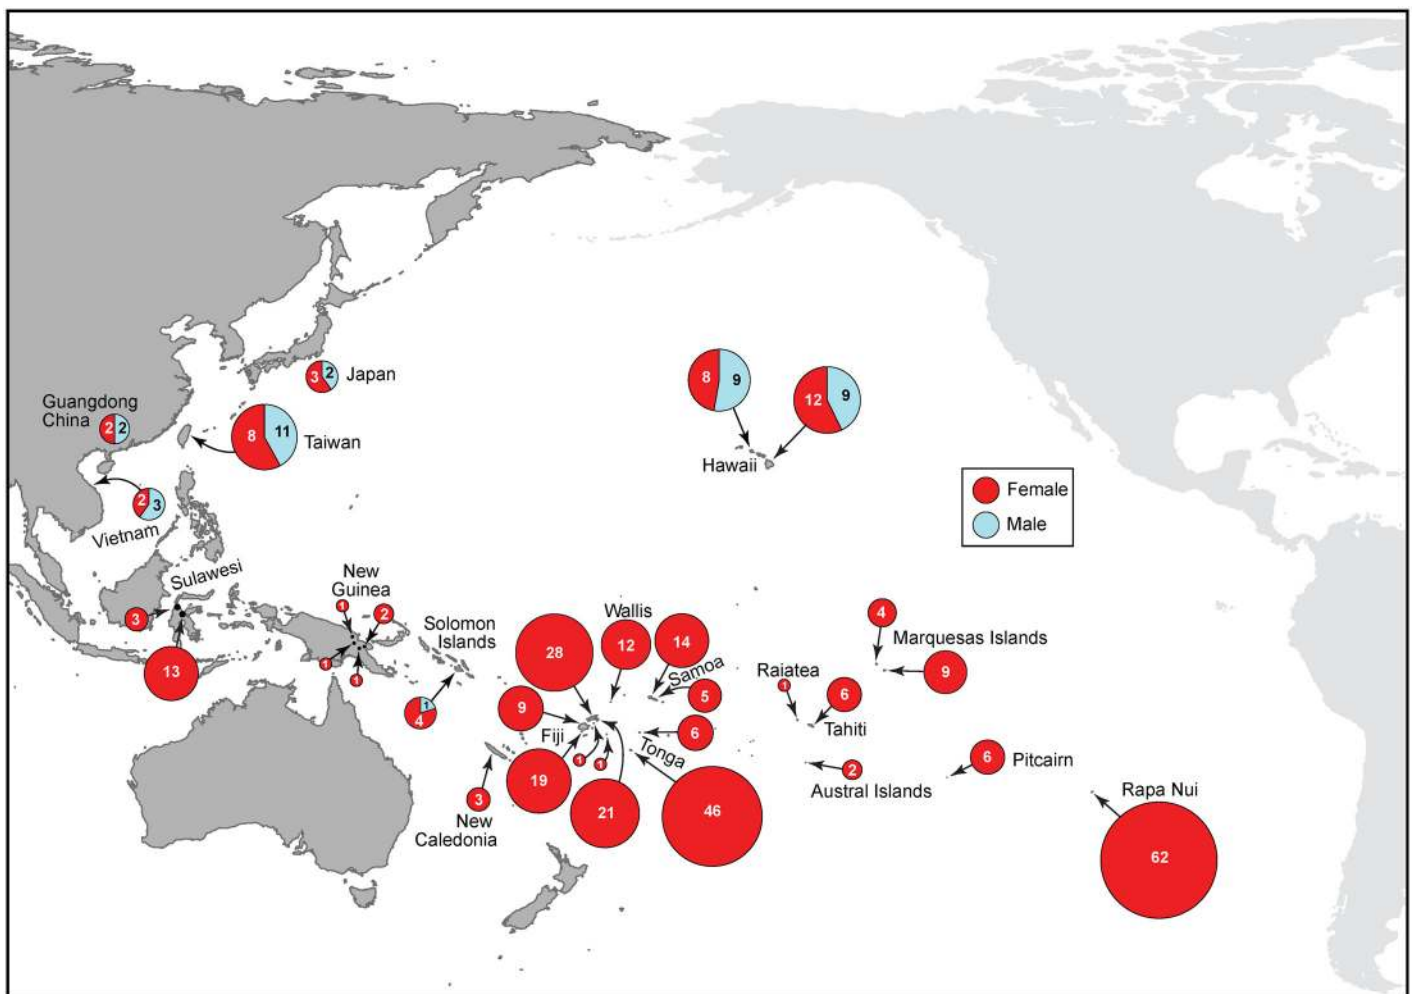 3
2
Japan
Guangdong
China
2
2
8
11
Taiwan
2
3
Vietnam
8
9
12
9
Hawaii
Female
Male
Sulawesi
3
13
New
Guinea
1
2
1
1
Solomon
Islands
1
4
Wallis
28
12
14
Samoa
5
9
Fiji
6
Tonga
19
1
1
21
46
3
New
Caledonia
4
Marquesas Islands
9
Raiatea
1
6
Tahiti
2
Austral Islands
6
Pitcairn
Rapa Nui
62